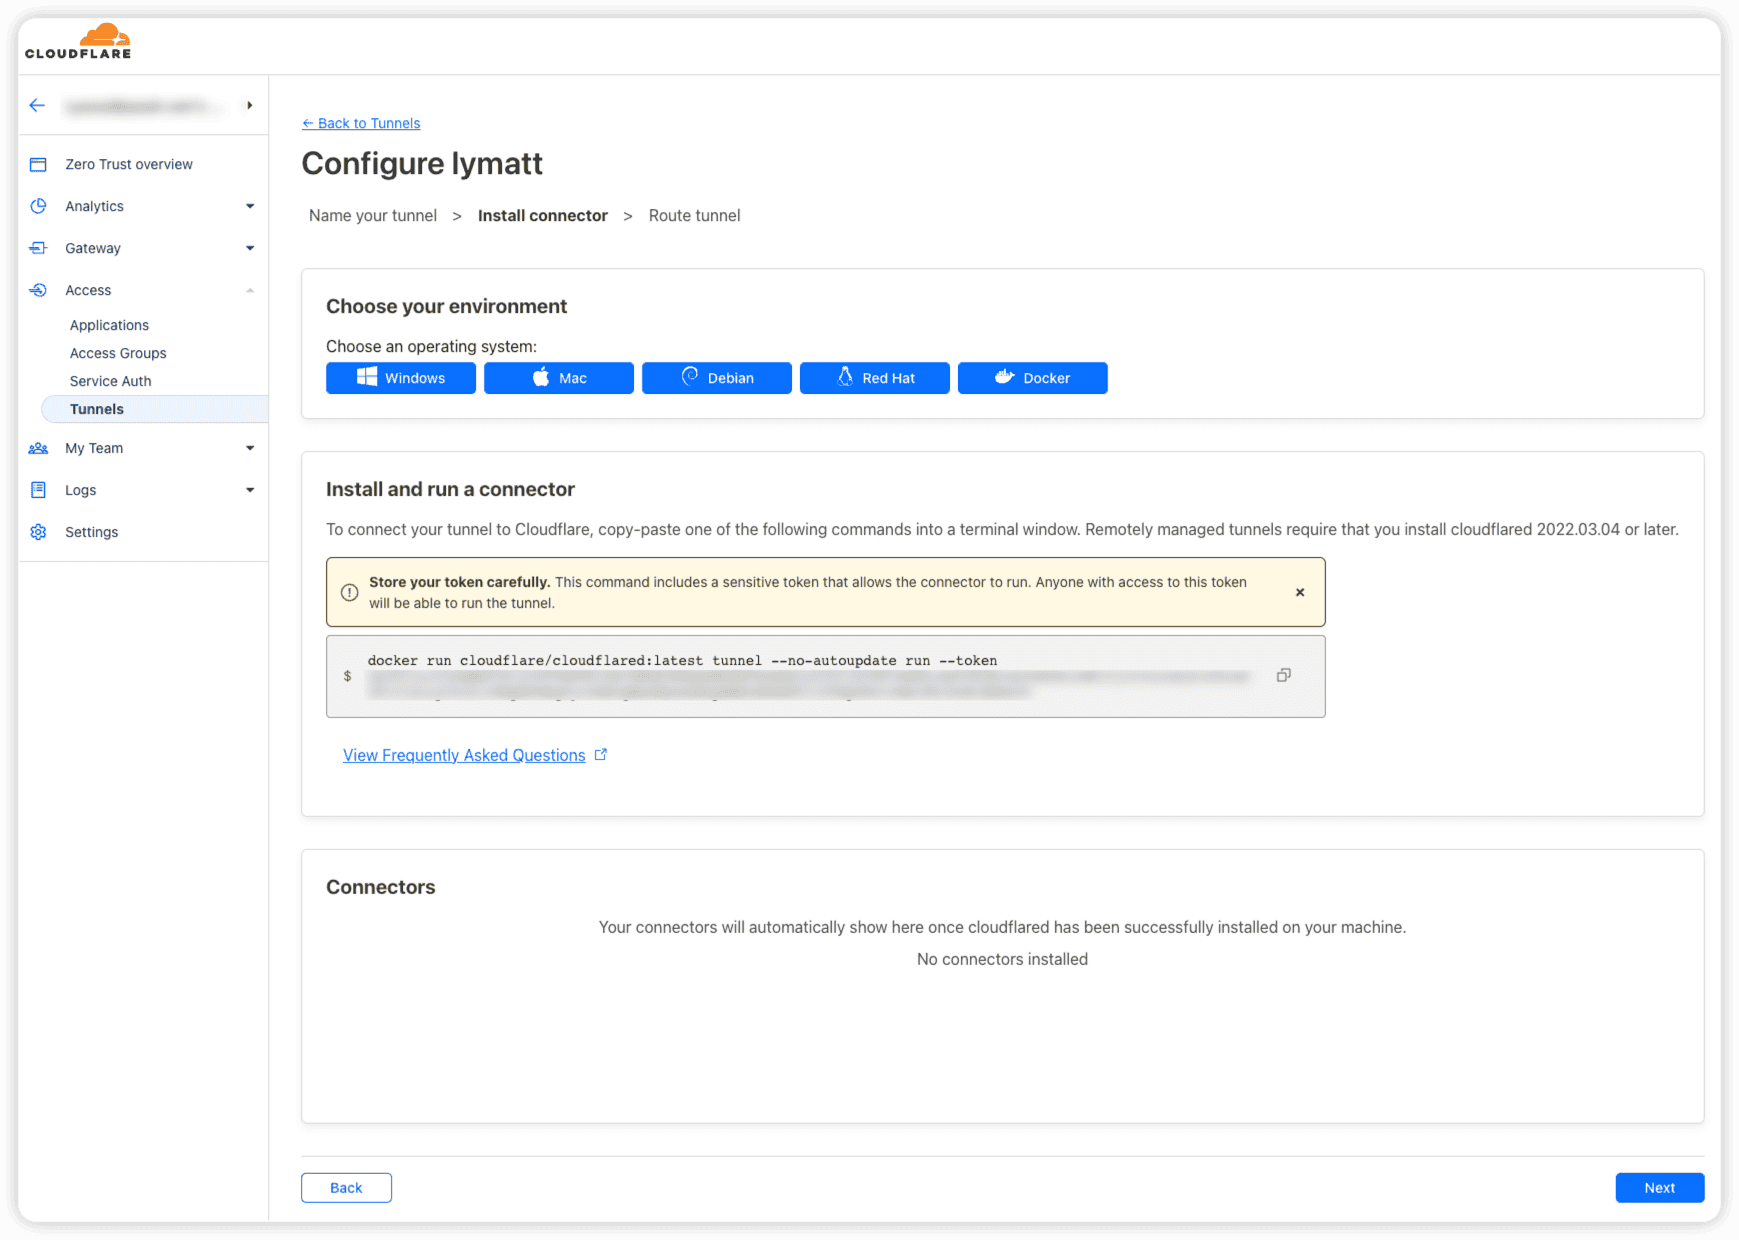 CLOUDFLARE
Zero Trust overview
Analytics
Gateway
Access
Applications
Access Groups
Service Auth
Tunnels
My Team
Logs
Settings
← Back to Tunnels
Configure lymatt
Name your tunnel > Install connector > Route tunnel
Choose your environment
Choose an operating system:
Windows Mac Debian Red Hat Docker
Install and run a connector
To connect your tunnel to Cloudflare, copy-paste one of the following commands into a terminal window. Remotely managed tunnels require that you install cloudflared 2022.03.04 or later.
Store your token carefully. This command includes a sensitive token that allows the connector to run. Anyone with access to this token
will be able to run the tunnel.
$ docker run cloudflare/cloudflared:latest tunnel --no-autoupdate run --token
View Frequently Asked Questions
Connectors
Your connectors will automatically show here once cloudflared has been successfully installed on your machine.
No connectors installed
Back
Next